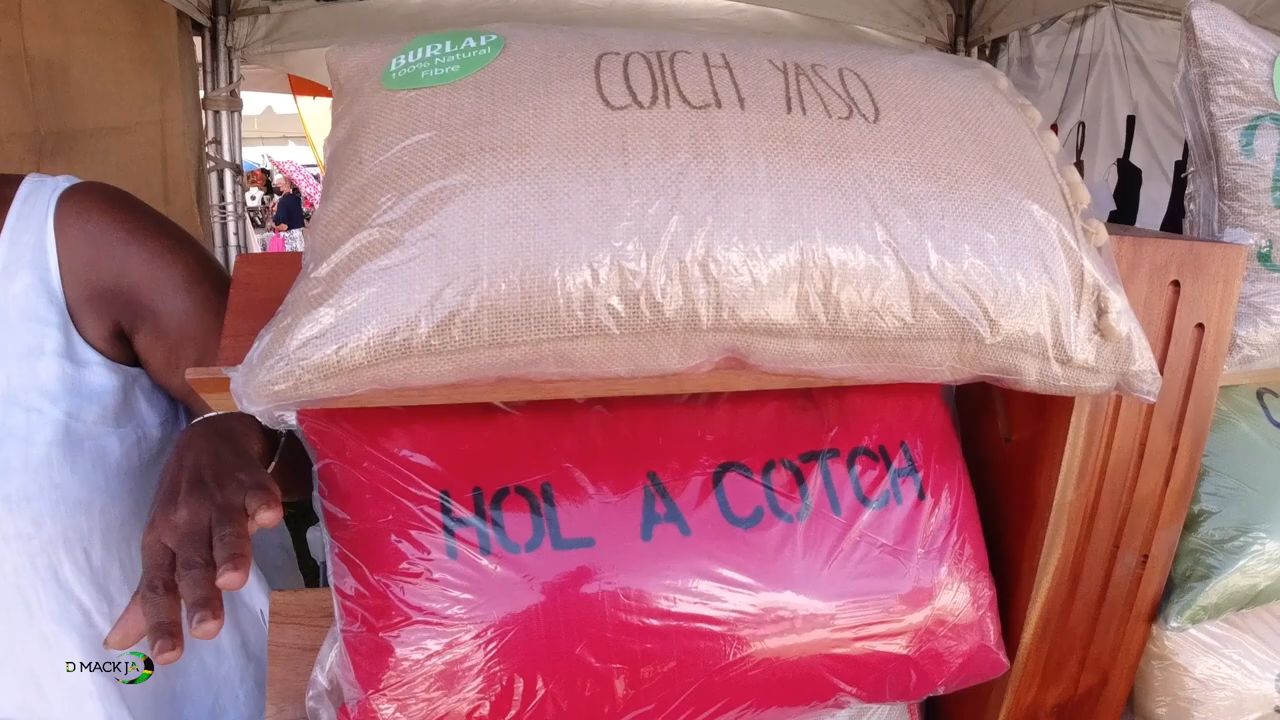 BURLAP
100% Natural
Fibre
COTCH YASO
HOL A COTCH
D MACK JA